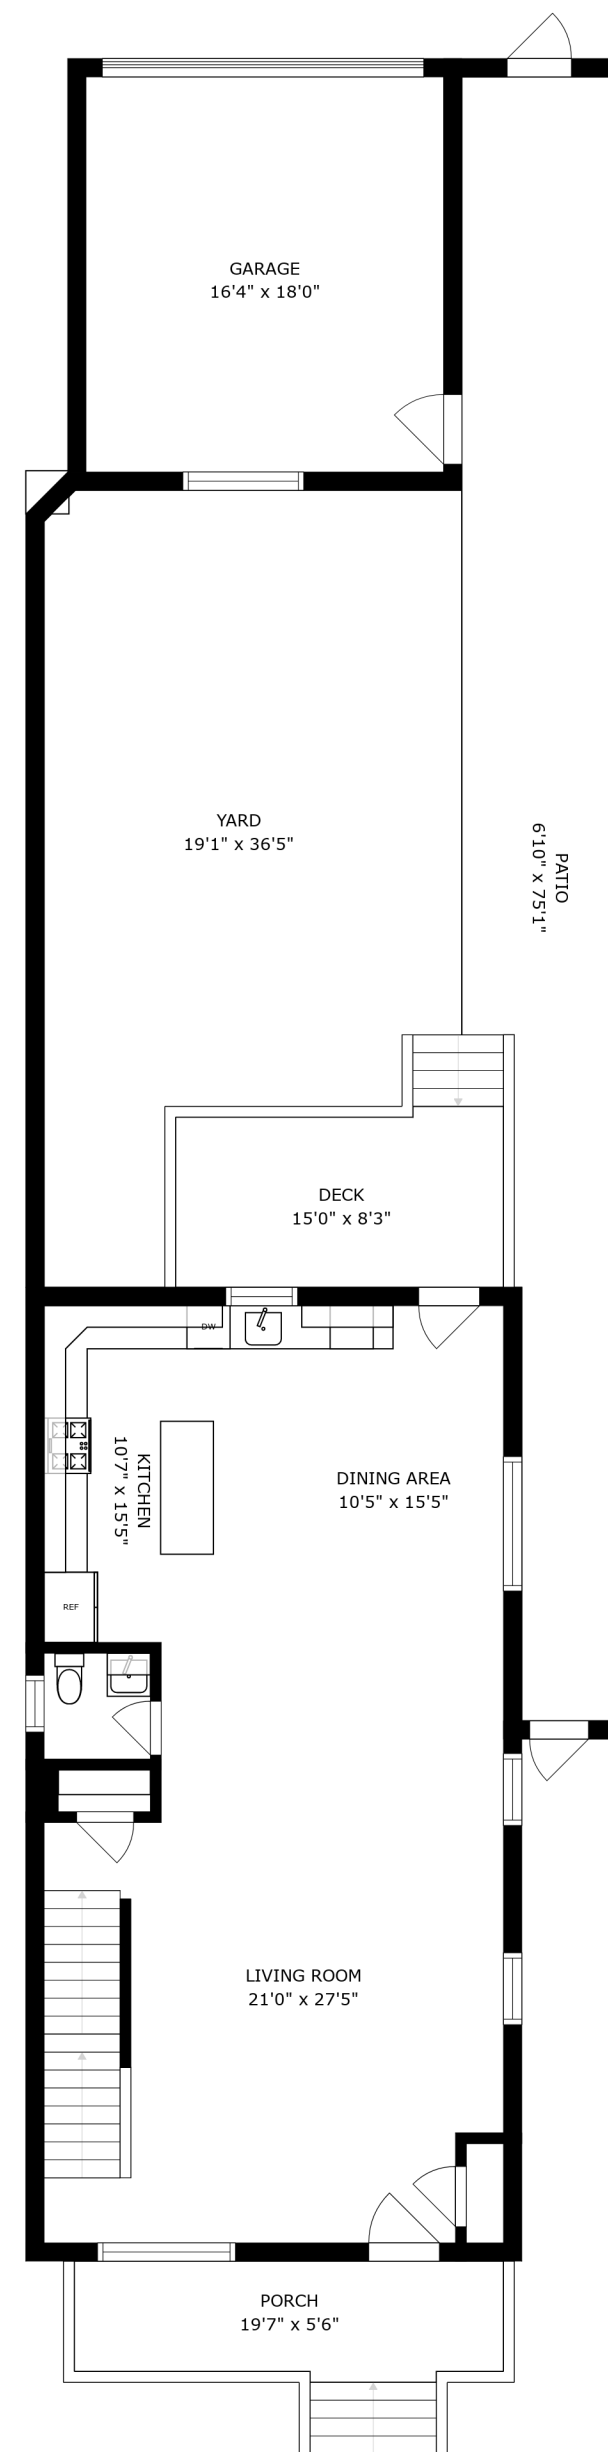 GARAGE
16'4" x 18'0"
YARD
19'1" x 36'5"
PATIO
6'10" x 75'1"
DECK
15'0" x 8'3"
DW
KITCHEN
10'7" x 15'5"
DINING AREA
10'5" x 15'5"
REF
LIVING ROOM
21'0" x 27'5"
PORCH
19'7" x 5'6"